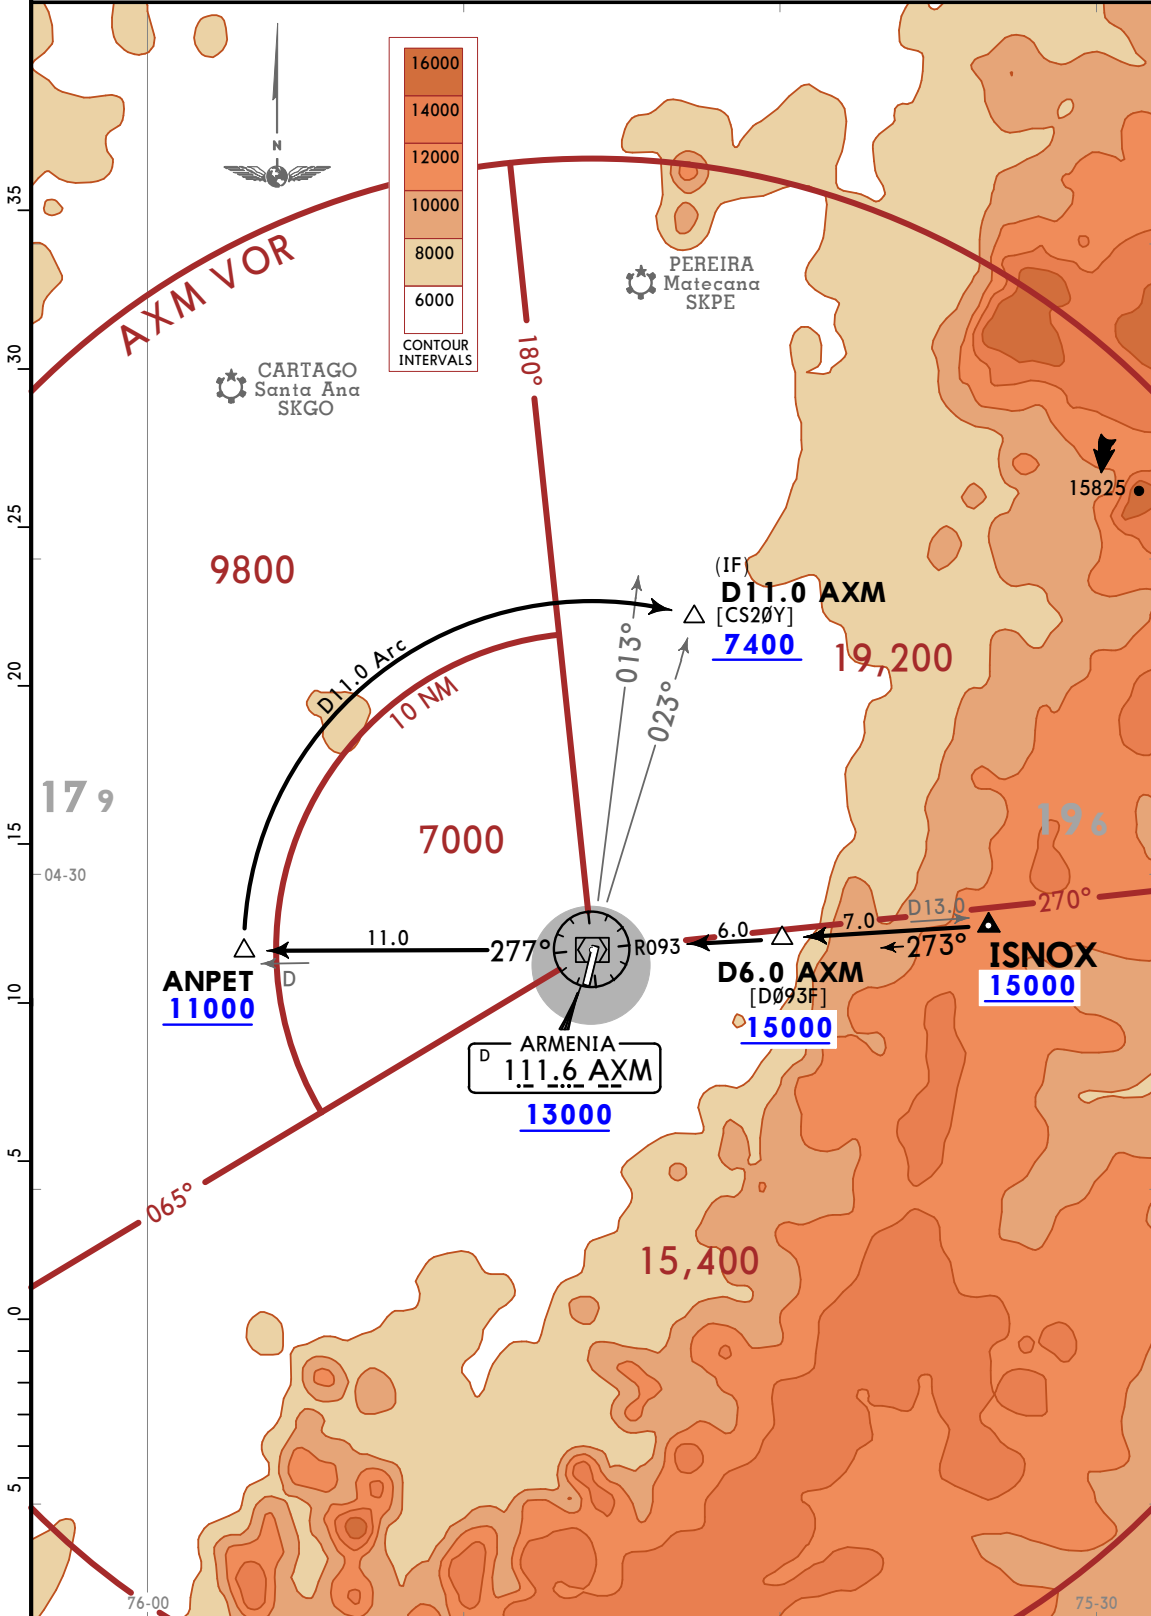 16000
14000
12000
10000
8000
6000
CONTOUR
INTERVALS
N
35
AXM VOR
PEREIRA
Matecana
SKPE
180°
30
CARTAGO
Santa Ana
SKGO
15825
25
9800
(IF)
D11.0 AXM
[CS2ØY]
7400
013°
19,200
D11.0 Arc
20
10 NM
023°
17 9
19 6
7000
15
04-30
270°
D13.0
6.0
7.0
11.0
277°
R093
273°
ISNOX
15000
ANPET
D
11000
D6.0 AXM
[DØ93F]
15000
10
ARMENIA
D
111.6 AXM
13000
5
065°
15,400
0
5
76-00
75-30